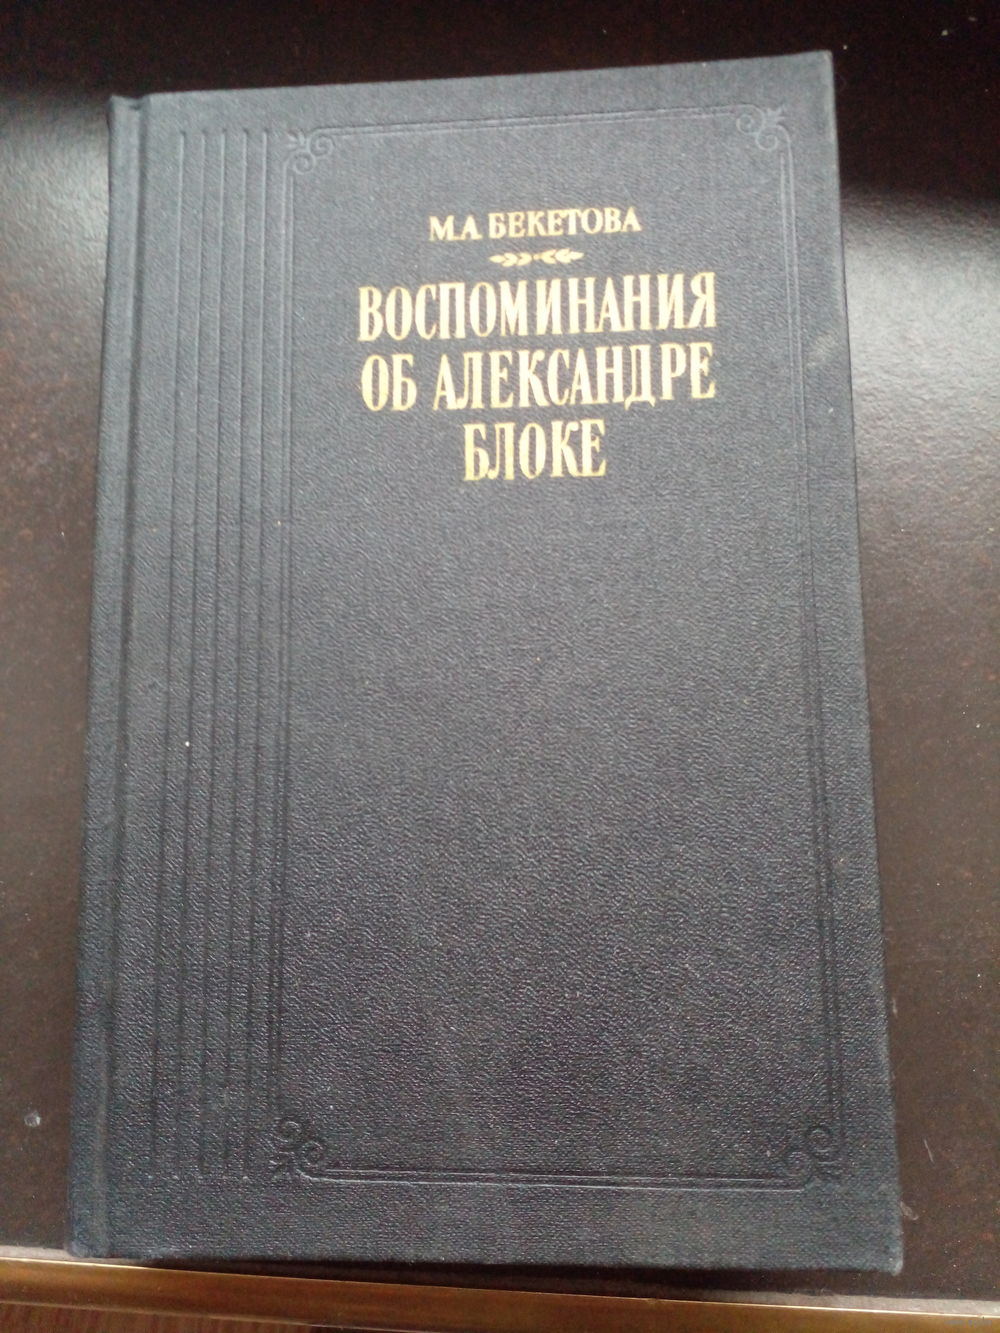 М.А. БЕКЕТОВА
ВОСПОМИНАНИЯ
ОБ АЛЕКСАНДРЕ
БЛОКЕ